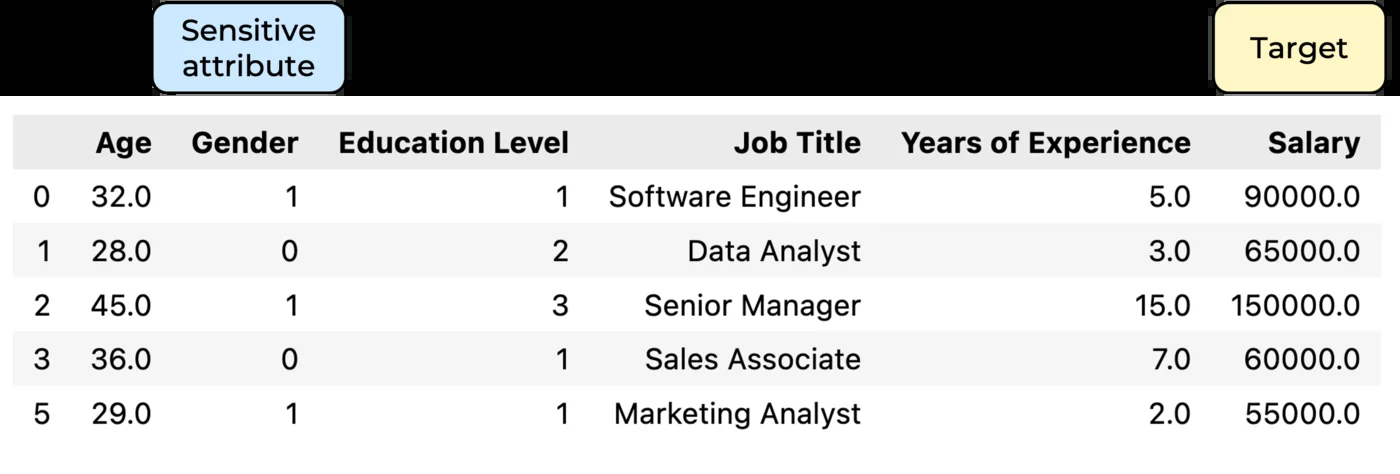 Sensitive
attribute
Target
Age Gender Education Level Job Title Years of Experience Salary
0 32.0 1 1 Software Engineer 5.0 90000.0
1 28.0 0 2 Data Analyst 3.0 65000.0
2 45.0 1 3 Senior Manager 15.0 150000.0
3 36.0 0 1 Sales Associate 7.0 60000.0
5 29.0 1 1 Marketing Analyst 2.0 55000.0